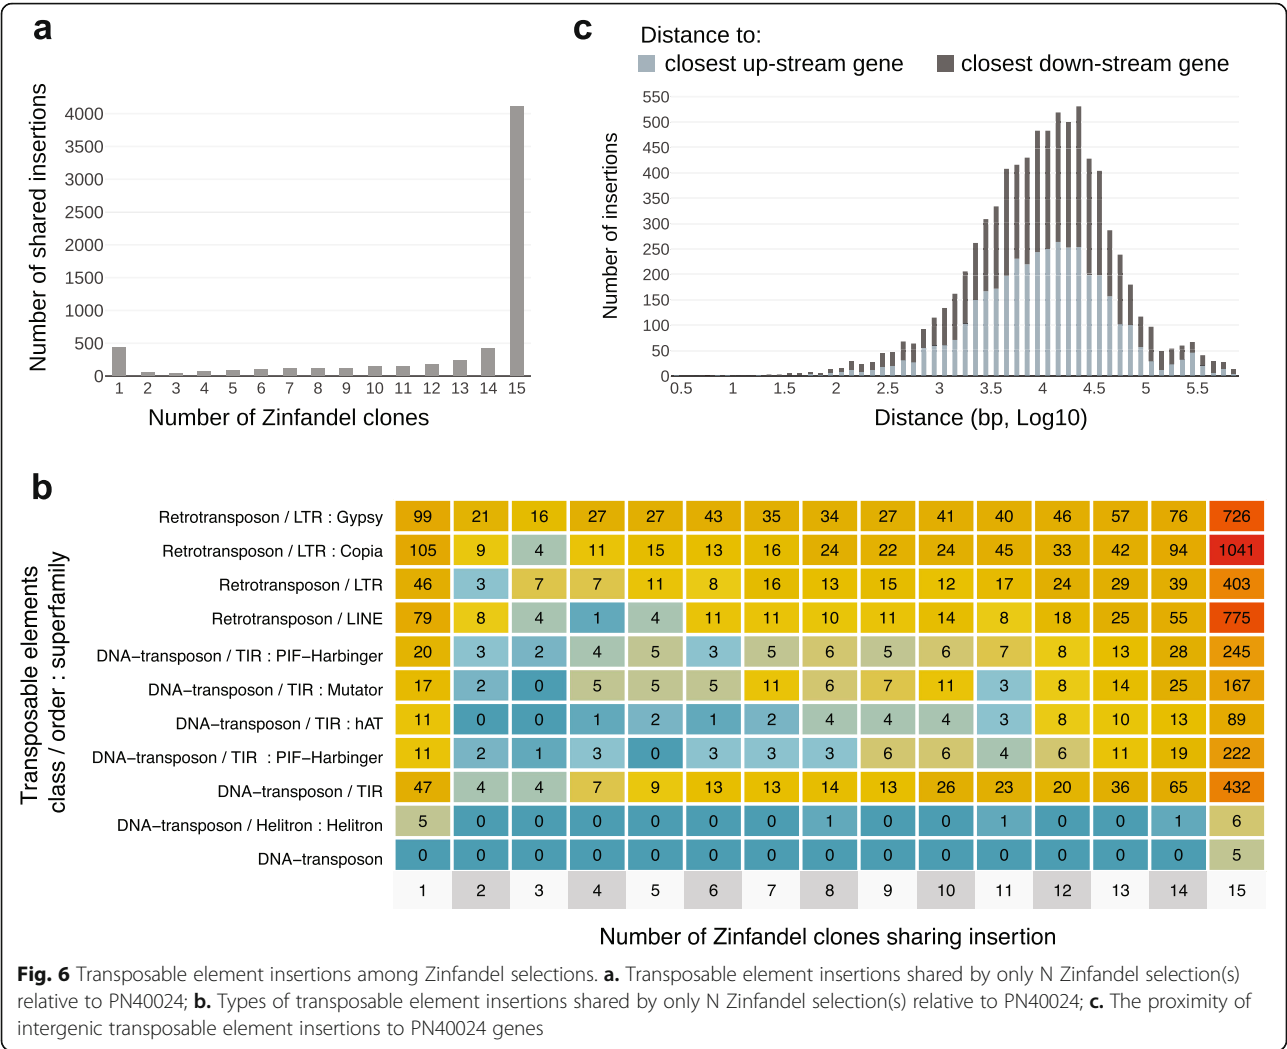 a
Number of shared insertions
4000
3500
3000
2500
2000
1500
1000
500
0
1 2 3 4 5 6 7 8 9 10 11 12 13 14 15
Number of Zinfandel clones
c
Distance to:
closest up-stream gene closest down-stream gene
Number of insertions
550
500
450
400
350
300
250
200
150
100
50
0
0.5 1 1.5 2 2.5 3 3.5 4 4.5 5 5.5
Distance (bp, Log10)
b
Transposable elements
class / order : superfamily
Retrotransposon / LTR : Gypsy 99 21 16 27 27 43 35 34 27 41 40 46 57 76 726
Retrotransposon / LTR : Copia 105 9 4 11 15 13 16 24 22 24 45 33 42 94 1041
Retrotransposon / LTR 46 3 7 7 11 8 16 13 15 12 17 24 29 39 403
Retrotransposon / LINE 79 8 4 1 4 11 11 10 11 14 8 18 25 55 775
DNA−transposon / TIR : PIF−Harbinger 20 3 2 4 5 3 5 6 5 6 7 8 13 28 245
DNA−transposon / TIR : Mutator 17 2 0 5 5 5 11 6 7 11 3 8 14 25 167
DNA−transposon / TIR : hAT 11 0 0 1 2 1 2 4 4 4 3 8 10 13 89
DNA−transposon / TIR : PIF−Harbinger 11 2 1 3 0 3 3 3 6 6 4 6 11 19 222
DNA−transposon / TIR 47 4 4 7 9 13 13 14 13 26 23 20 36 65 432
DNA−transposon / Helitron : Helitron 5 0 0 0 0 0 0 1 0 0 1 0 0 1 6
DNA−transposon 0 0 0 0 0 0 0 0 0 0 0 0 0 0 5
1 2 3 4 5 6 7 8 9 10 11 12 13 14 15
Number of Zinfandel clones sharing insertion
Fig. 6 Transposable element insertions among Zinfandel selections. a. Transposable element insertions shared by only N Zinfandel selection(s)
relative to PN40024; b. Types of transposable element insertions shared by only N Zinfandel selection(s) relative to PN40024; c. The proximity of
intergenic transposable element insertions to PN40024 genes